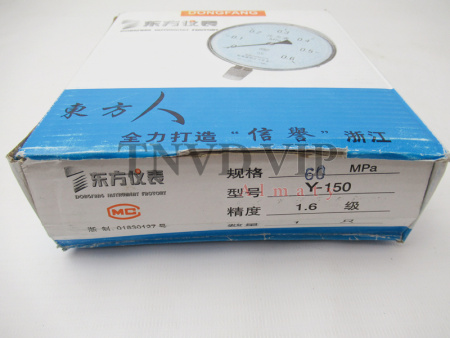 DONGFANG
东方仪表
東方人
全力打造“信誉”浙江
TNVD.VIP
东方仪表
DONGFANG INSTRUMENT FACTORY
MC
规格 60 MPa
型号 Y-150
精度 1.6 级